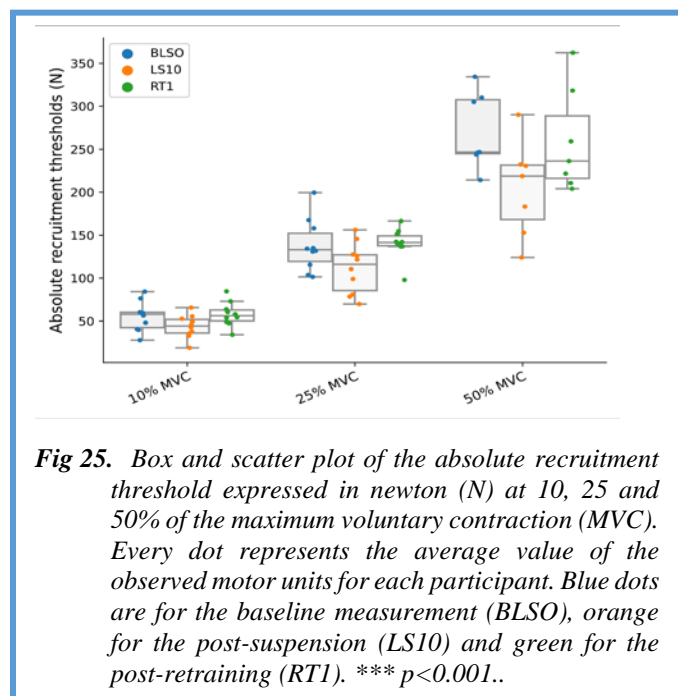 BLSO
LS10
RT1
Absolute recruitment thresholds (N)
350
300
250
200
150
100
50
10% MVC
25% MVC
50% MVC
Fig 25. Box and scatter plot of the absolute recruitment
threshold expressed in newton (N) at 10, 25 and
50% of the maximum voluntary contraction (MVC).
Every dot represents the average value of the
observed motor units for each participant. Blue dots
are for the baseline measurement (BLSO), orange
for the post-suspension (LS10) and green for the
post-retraining (RT1). *** p<0.001..